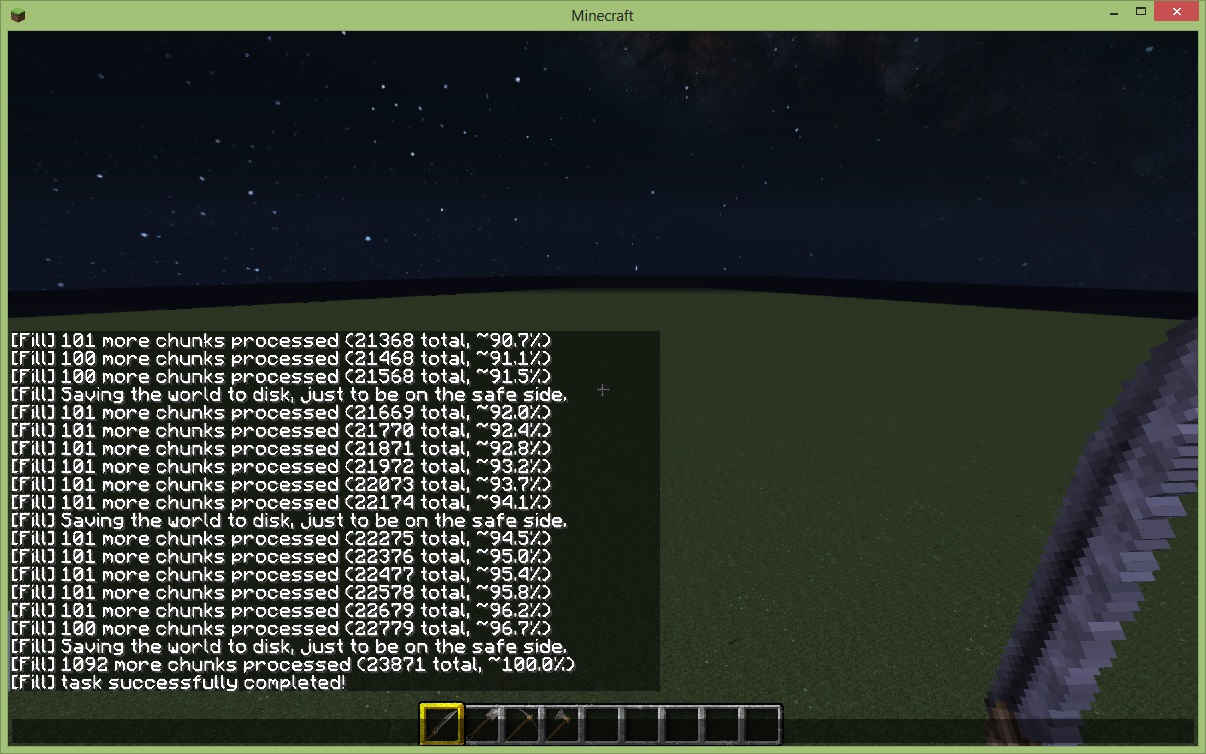 Minecraft
[Fill] 101 more chunks processed (21368 total, ~90.7%)
[Fill] 100 more chunks processed (21468 total, ~91.1%)
[Fill] 100 more chunks processed (21568 total, ~91.5%)
[Fill] Saving the world to disk, just to be on the safe side.
[Fill] 101 more chunks processed (21669 total, ~92.0%)
[Fill] 101 more chunks processed (21770 total, ~92.4%)
[Fill] 101 more chunks processed (21871 total, ~92.8%)
[Fill] 101 more chunks processed (21972 total, ~93.2%)
[Fill] 101 more chunks processed (22073 total, ~93.7%)
[Fill] 101 more chunks processed (22174 total, ~94.1%)
[Fill] Saving the world to disk, just to be on the safe side.
[Fill] 101 more chunks processed (22275 total, ~94.5%)
[Fill] 101 more chunks processed (22376 total, ~95.0%)
[Fill] 101 more chunks processed (22477 total, ~95.4%)
[Fill] 101 more chunks processed (22578 total, ~95.8%)
[Fill] 101 more chunks processed (22679 total, ~96.2%)
[Fill] 100 more chunks processed (22779 total, ~96.7%)
[Fill] Saving the world to disk, just to be on the safe side.
[Fill] 1092 more chunks processed (23871 total, ~100.0%)
[Fill] task successfully completed!